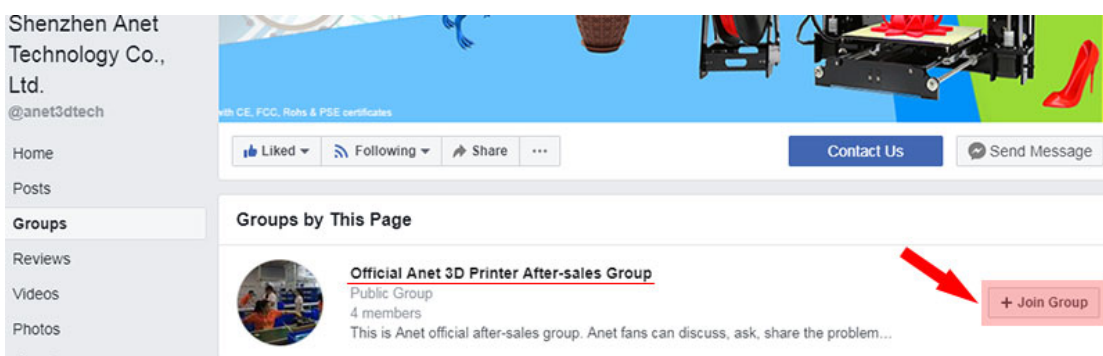 Shenzhen Anet
Technology Co.,
Ltd.
@anet3dtech
Home
Posts
Groups
Reviews
Videos
Photos
with CE, FCC, Rohs & PSE certificates
Liked
Following
Share
Contact Us
Send Message
Groups by This Page
Official Anet 3D Printer After-sales Group
Public Group
4 members
This is Anet official after-sales group. Anet fans can discuss, ask, share the problem...
+ Join Group